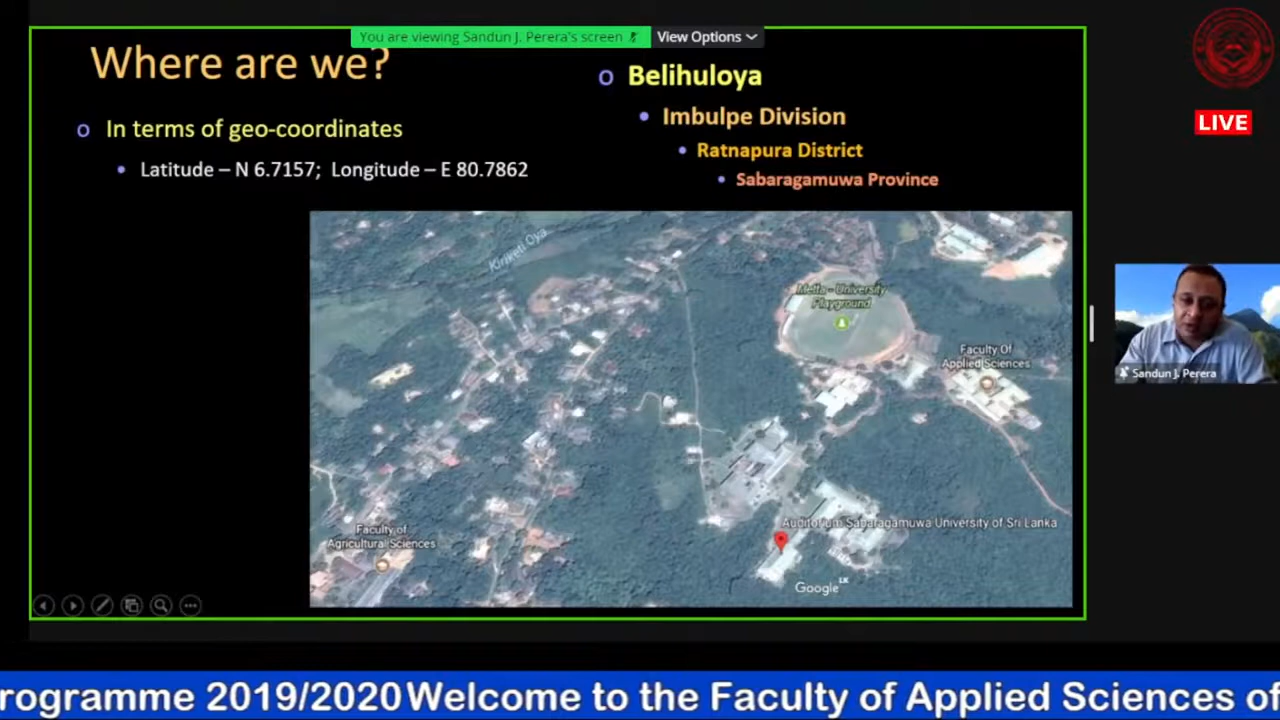 You are viewing Sandun J. Perera's screen
View Options
Where are we?
o In terms of geo-coordinates
• Latitude – N 6.7157; Longitude – E 80.7862
o Belihuloya
• Imbulpe Division
• Ratnapura District
• Sabaragamuwa Province
LIVE
Kiriketi Oya
Metta - University
Playground
Faculty Of
Applied Sciences
Sandun J. Perera
Auditorium Sabaragamuwa University of Sri Lanka
Faculty of
Agricultural Sciences
Google
LK
rogramme 2019/2020 Welcome to the Faculty of Applied Sciences of